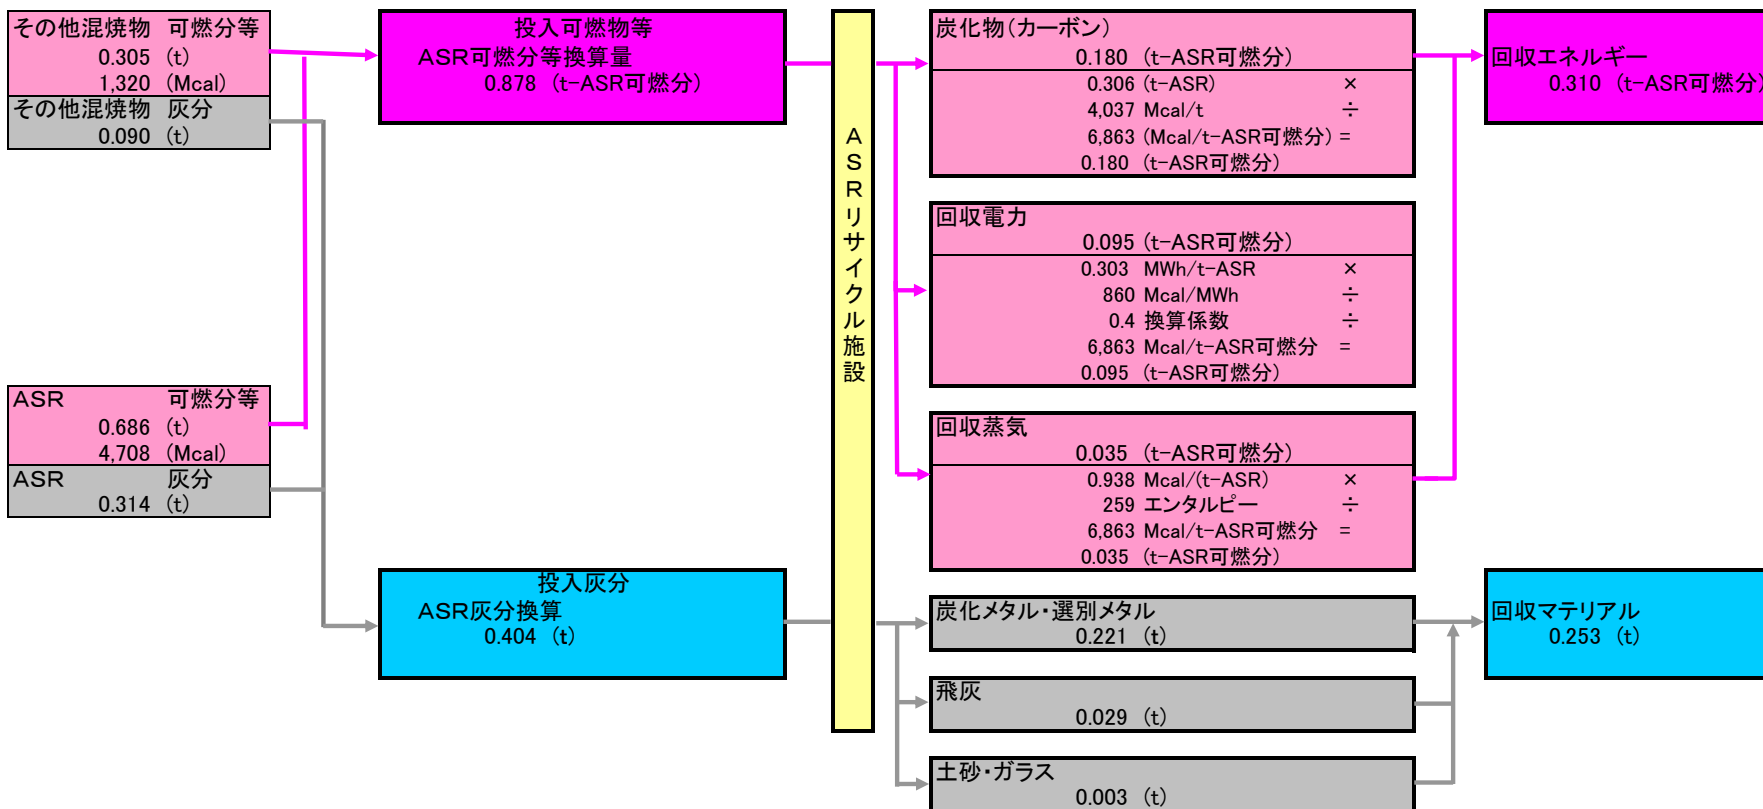 その他混焼物 可燃分等
0.305 (t)
1,320 (Mcal)
その他混焼物 灰分
0.090 (t)
ASR 可燃分等
0.686 (t)
4,708 (Mcal)
ASR 灰分
0.314 (t)
投入可燃物等
ASR可燃分等換算量
0.878 (t-ASR可燃分)
投入灰分
ASR灰分換算
0.404 (t)
ASRリサイクル施設
炭化物(カーボン)
0.180 (t-ASR可燃分)
0.306 (t-ASR) ×
4,037 Mcal/t ÷
6,863 (Mcal/t-ASR可燃分) =
0.180 (t-ASR可燃分)
回収電力
0.095 (t-ASR可燃分)
0.303 MWh/t-ASR ×
860 Mcal/MWh ÷
0.4 換算係数 ÷
6,863 Mcal/t-ASR可燃分 =
0.095 (t-ASR可燃分)
回収蒸気
0.035 (t-ASR可燃分)
0.938 Mcal/(t-ASR) ×
259 エンタルピー ÷
6,863 Mcal/t-ASR可燃分 =
0.035 (t-ASR可燃分)
炭化メタル・選別メタル
0.221 (t)
飛灰
0.029 (t)
土砂・ガラス
0.003 (t)
回収エネルギー
0.310 (t-ASR可燃分)
回収マテリアル
0.253 (t)